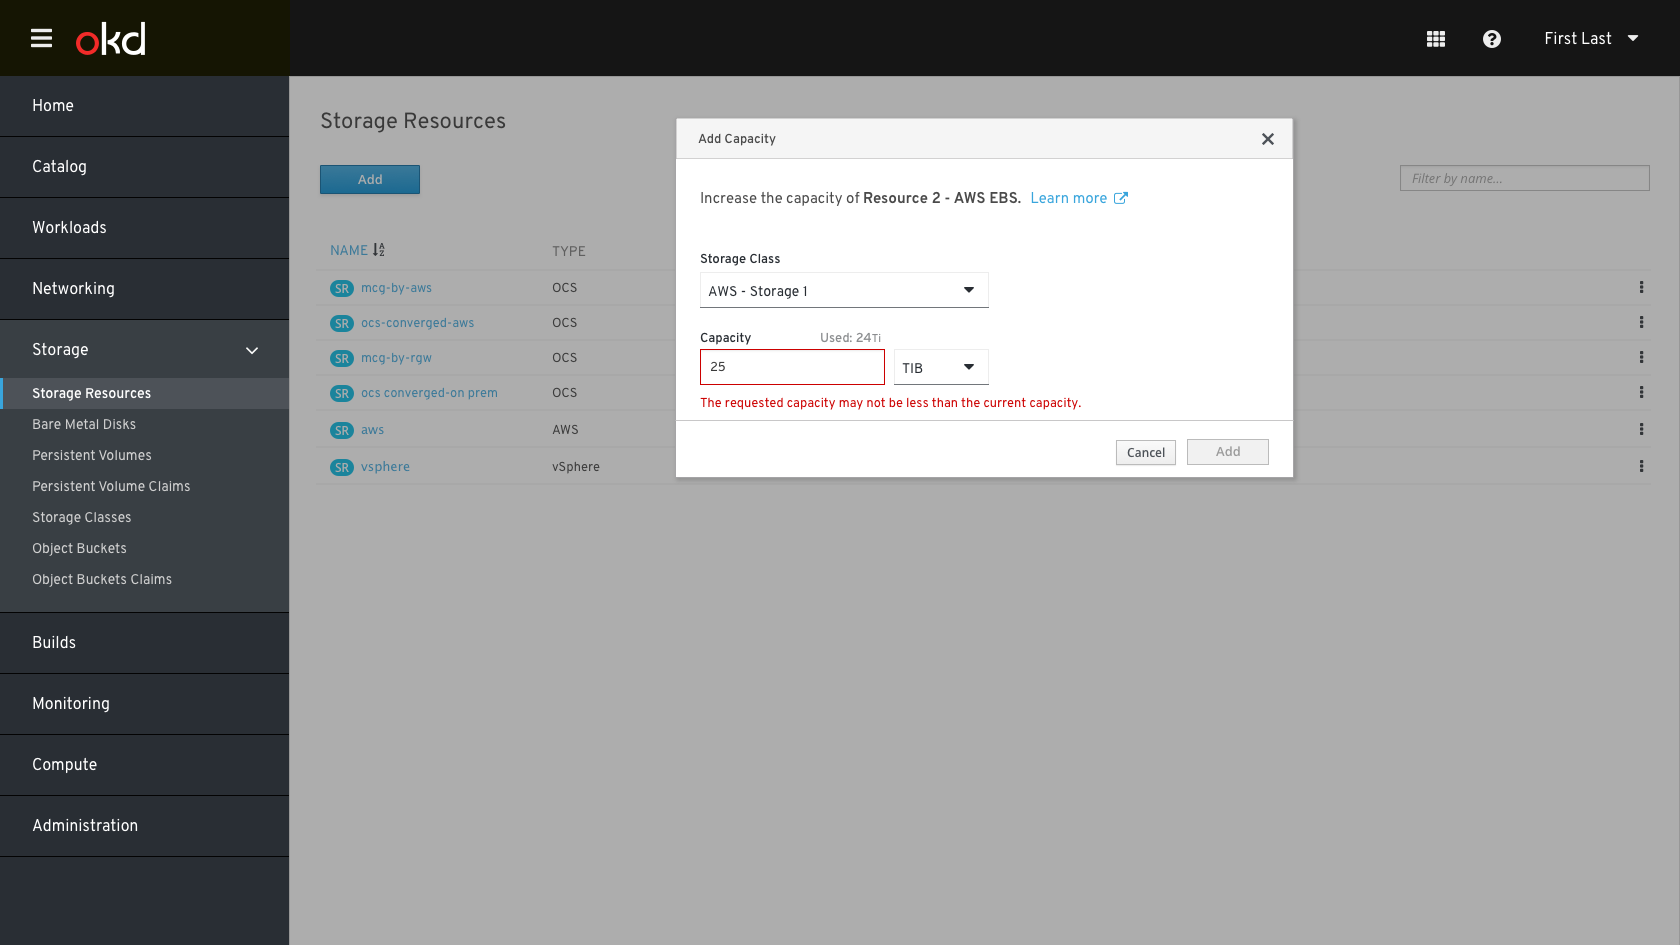 okd
First Last
Home
Catalog
Workloads
Networking
Storage
Storage Resources
Bare Metal Disks
Persistent Volumes
Persistent Volume Claims
Storage Classes
Object Buckets
Object Buckets Claims
Builds
Monitoring
Compute
Administration
Storage Resources
Add
Filter by name...
NAME TYPE
SR mcg-by-aws OCS
SR ocs-converged-aws OCS
SR mcg-by-rgw OCS
SR ocs converged-on prem OCS
SR aws AWS
SR vsphere vSphere
Add Capacity
Increase the capacity of Resource 2 - AWS EBS. Learn more
Storage Class
AWS - Storage 1
Capacity Used: 24Ti
25 TIB
The requested capacity may not be less than the current capacity.
Cancel Add